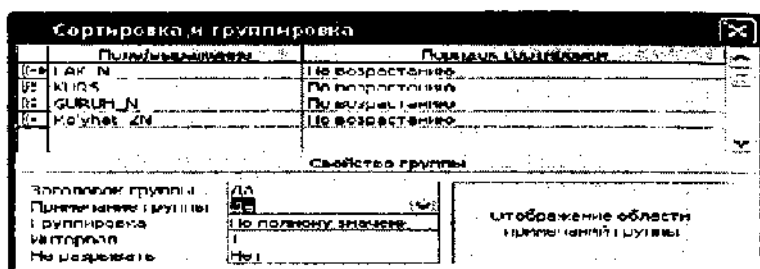 Сортировка и группировка
Поле/выражение Порядок сортировки
FAK_N По возрастанию
KURS По возрастанию
GURUH_N По возрастанию
Ko'yhat_ZN По возрастанию
Свойства группы
Заголовок группы Да
Примечание группы Да
Группировка По полному значени
Интервал 1
Не разрывать Нет
Отображение области
примечаний группы